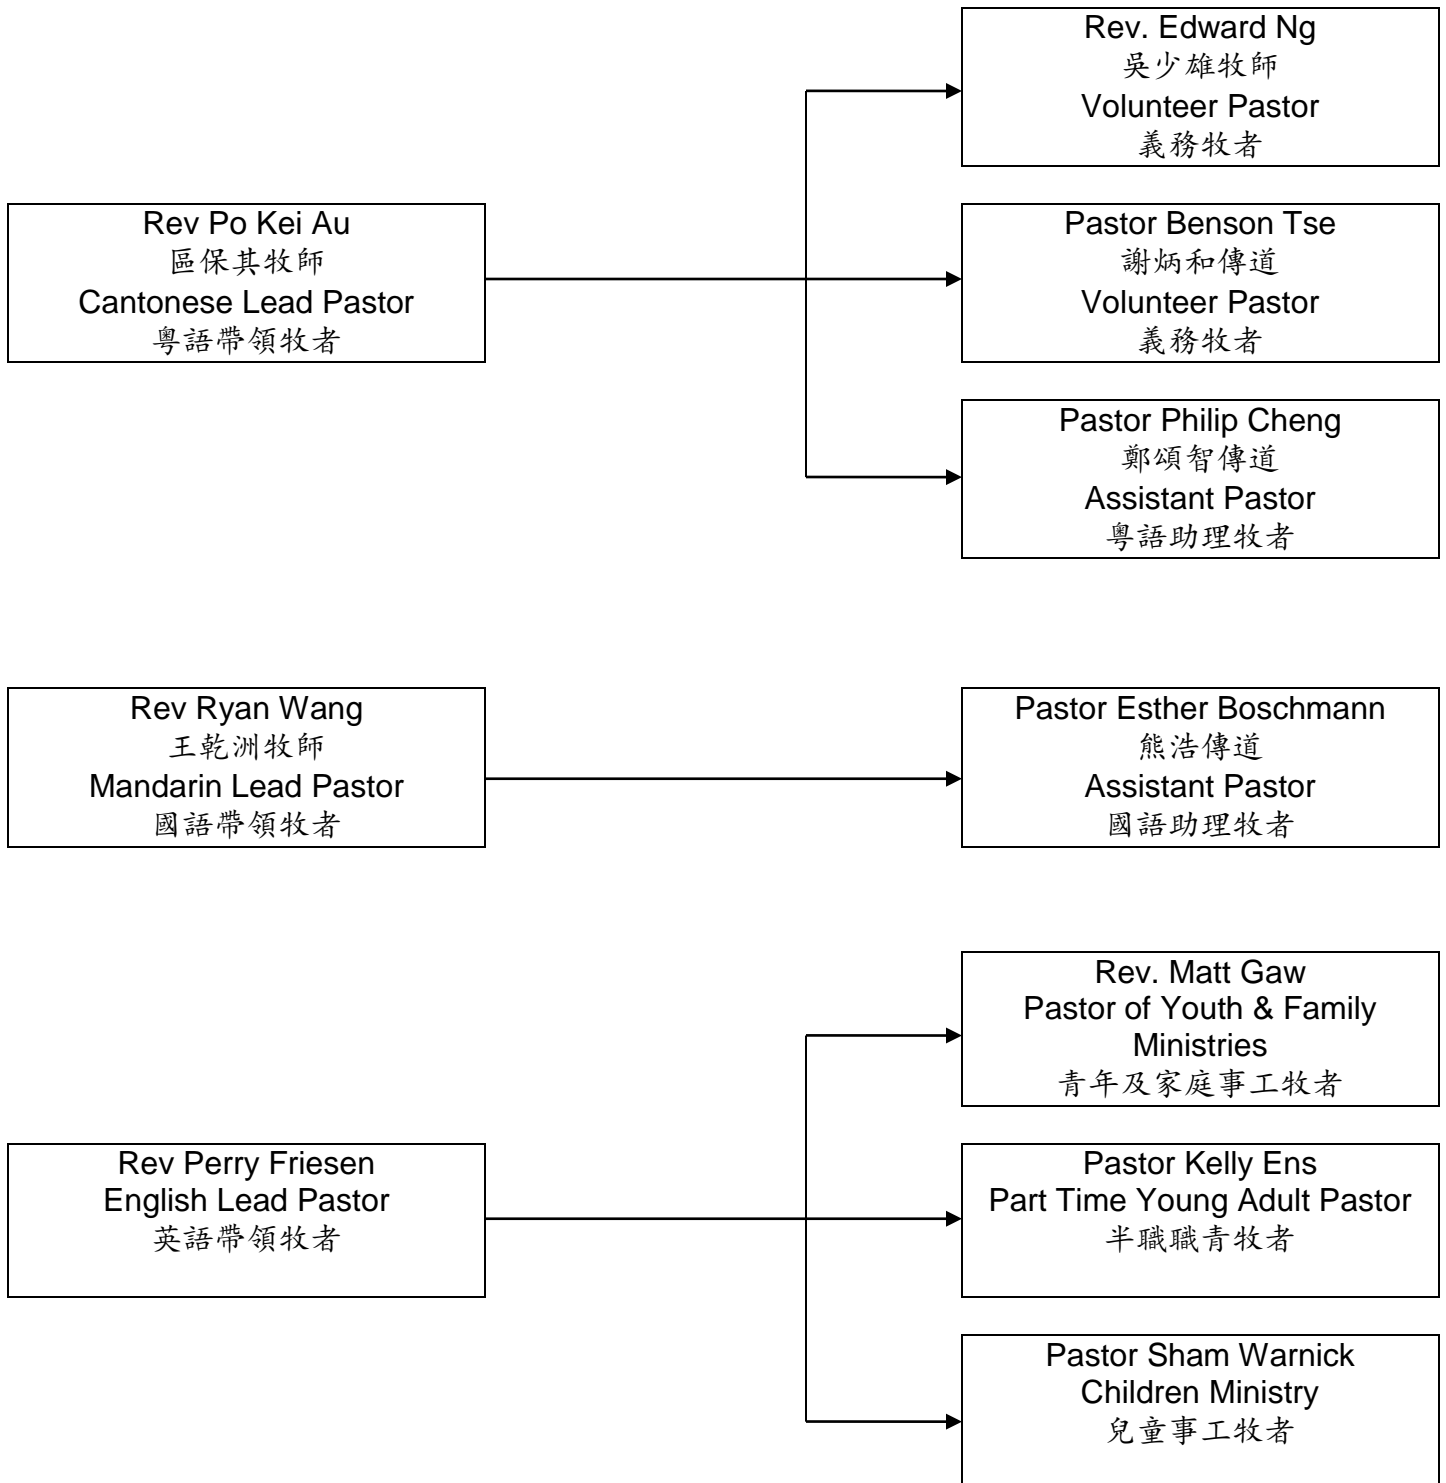 Rev. Edward Ng
吳少雄牧師
Volunteer Pastor
義務牧者
Rev Po Kei Au
區保其牧師
Cantonese Lead Pastor
粵語帶領牧者
Pastor Benson Tse
謝炳和傳道
Volunteer Pastor
義務牧者
Pastor Philip Cheng
鄭頌智傳道
Assistant Pastor
粵語助理牧者
Rev Ryan Wang
王乾洲牧師
Mandarin Lead Pastor
國語帶領牧者
Pastor Esther Boschmann
熊浩傳道
Assistant Pastor
國語助理牧者
Rev. Matt Gaw
Pastor of Youth & Family
Ministries
青年及家庭事工牧者
Rev Perry Friesen
English Lead Pastor
英語帶領牧者
Pastor Kelly Ens
Part Time Young Adult Pastor
半職職青牧者
Pastor Sham Warnick
Children Ministry
兒童事工牧者